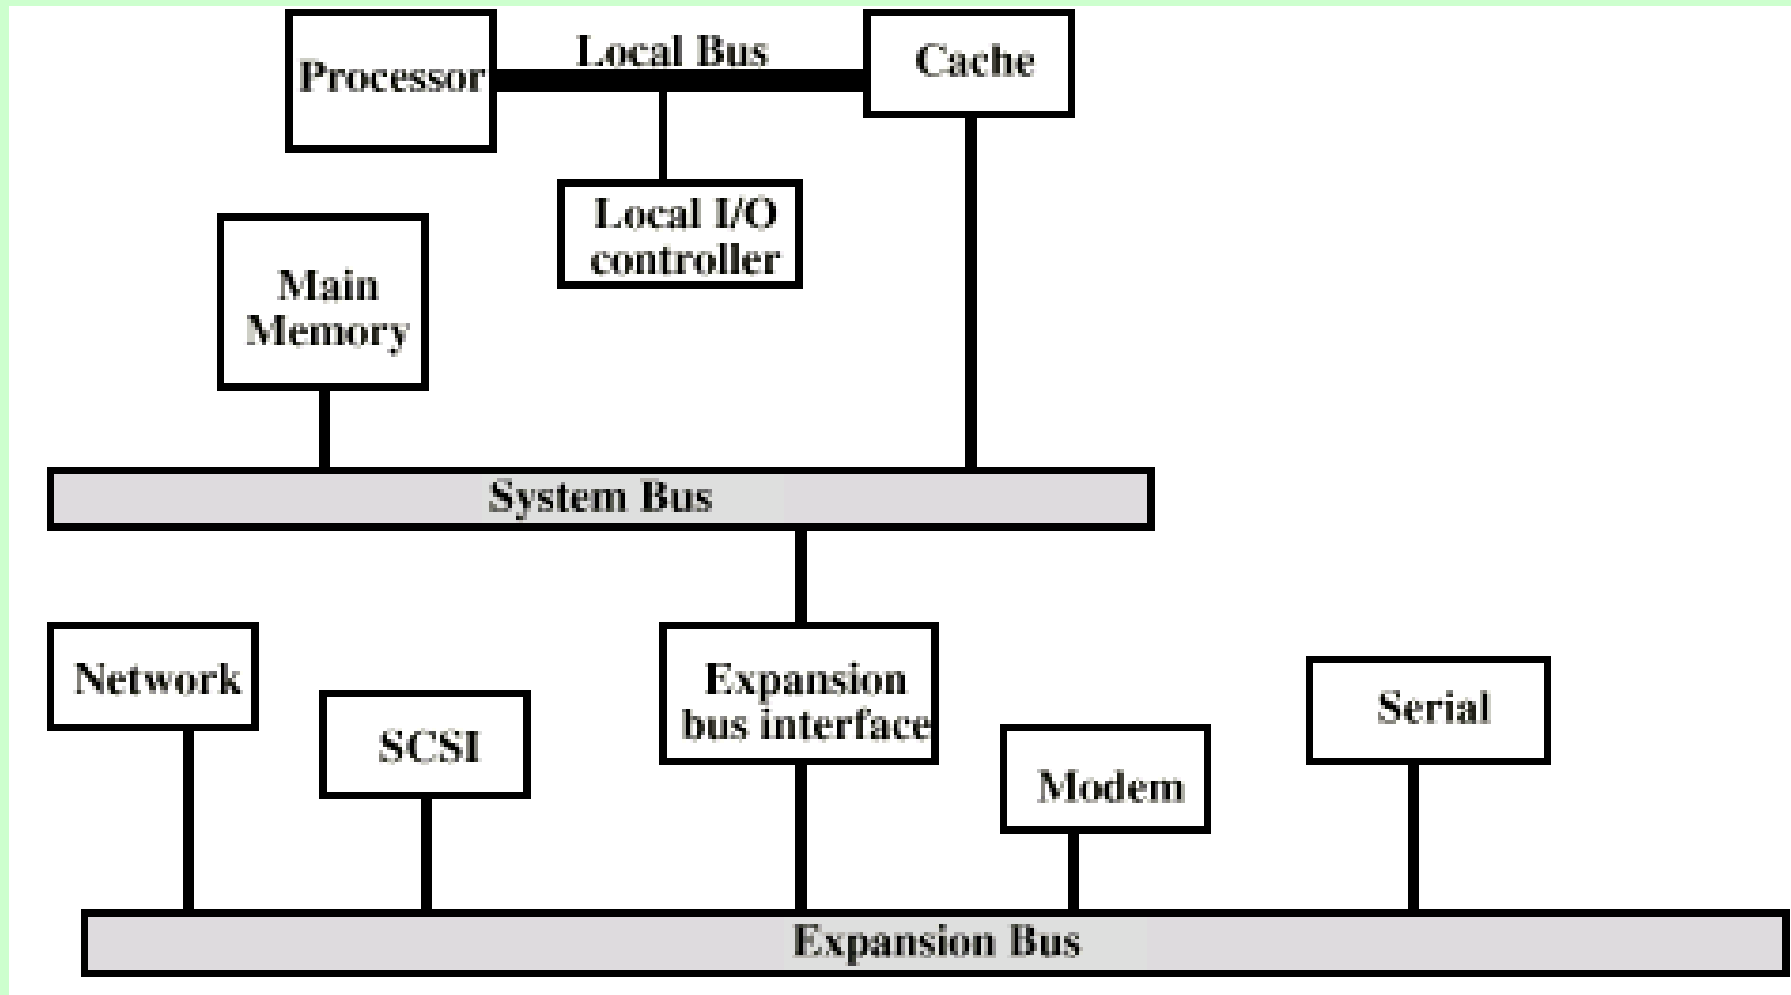 Local Bus
Processor
Cache
Local I/O
controller
Main
Memory
System Bus
Network
Expansion
bus interface
SCSI
Serial
Modem
Expansion Bus